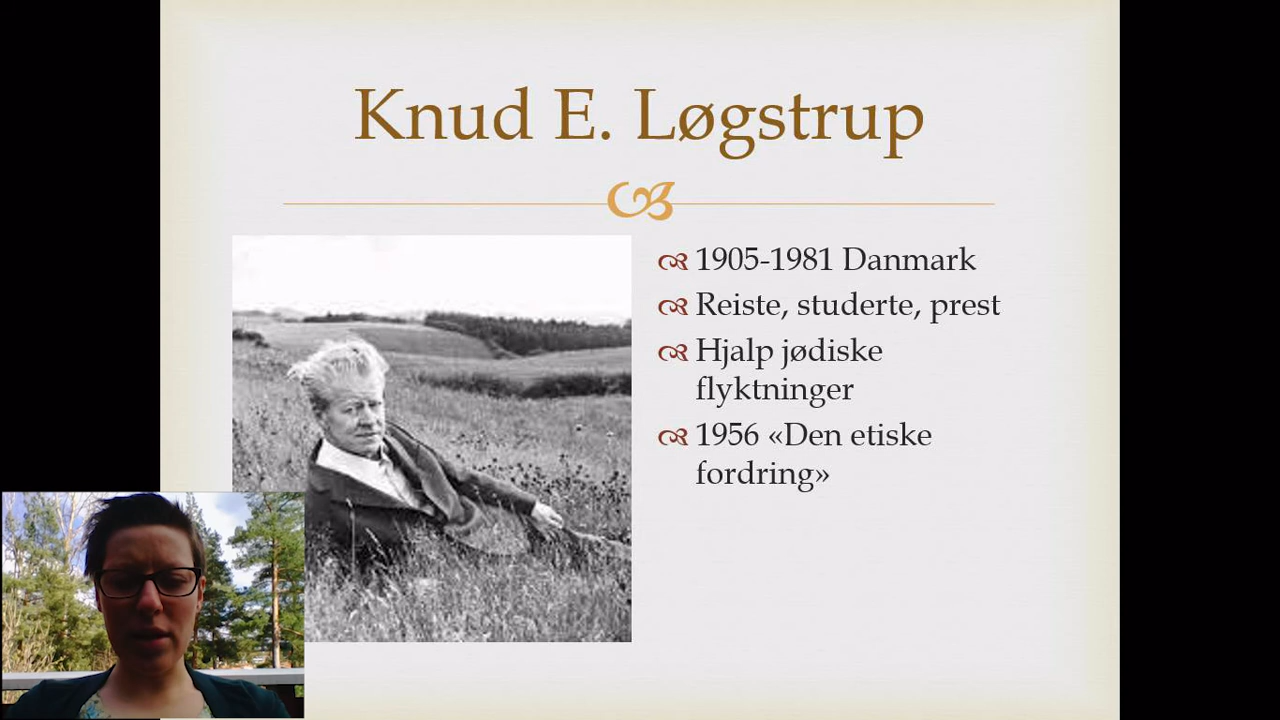 Knud E. Løgstrup
1905-1981 Danmark
Reiste, studerte, prest
Hjalp jødiske
flyktninger
1956 «Den etiske
fordring»